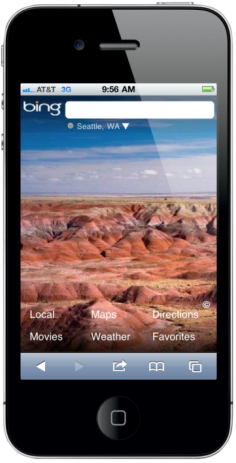 AT&T 3G 9:56 AM
bing
Seattle, WA
©
Local Maps Directions
Movies Weather Favorites